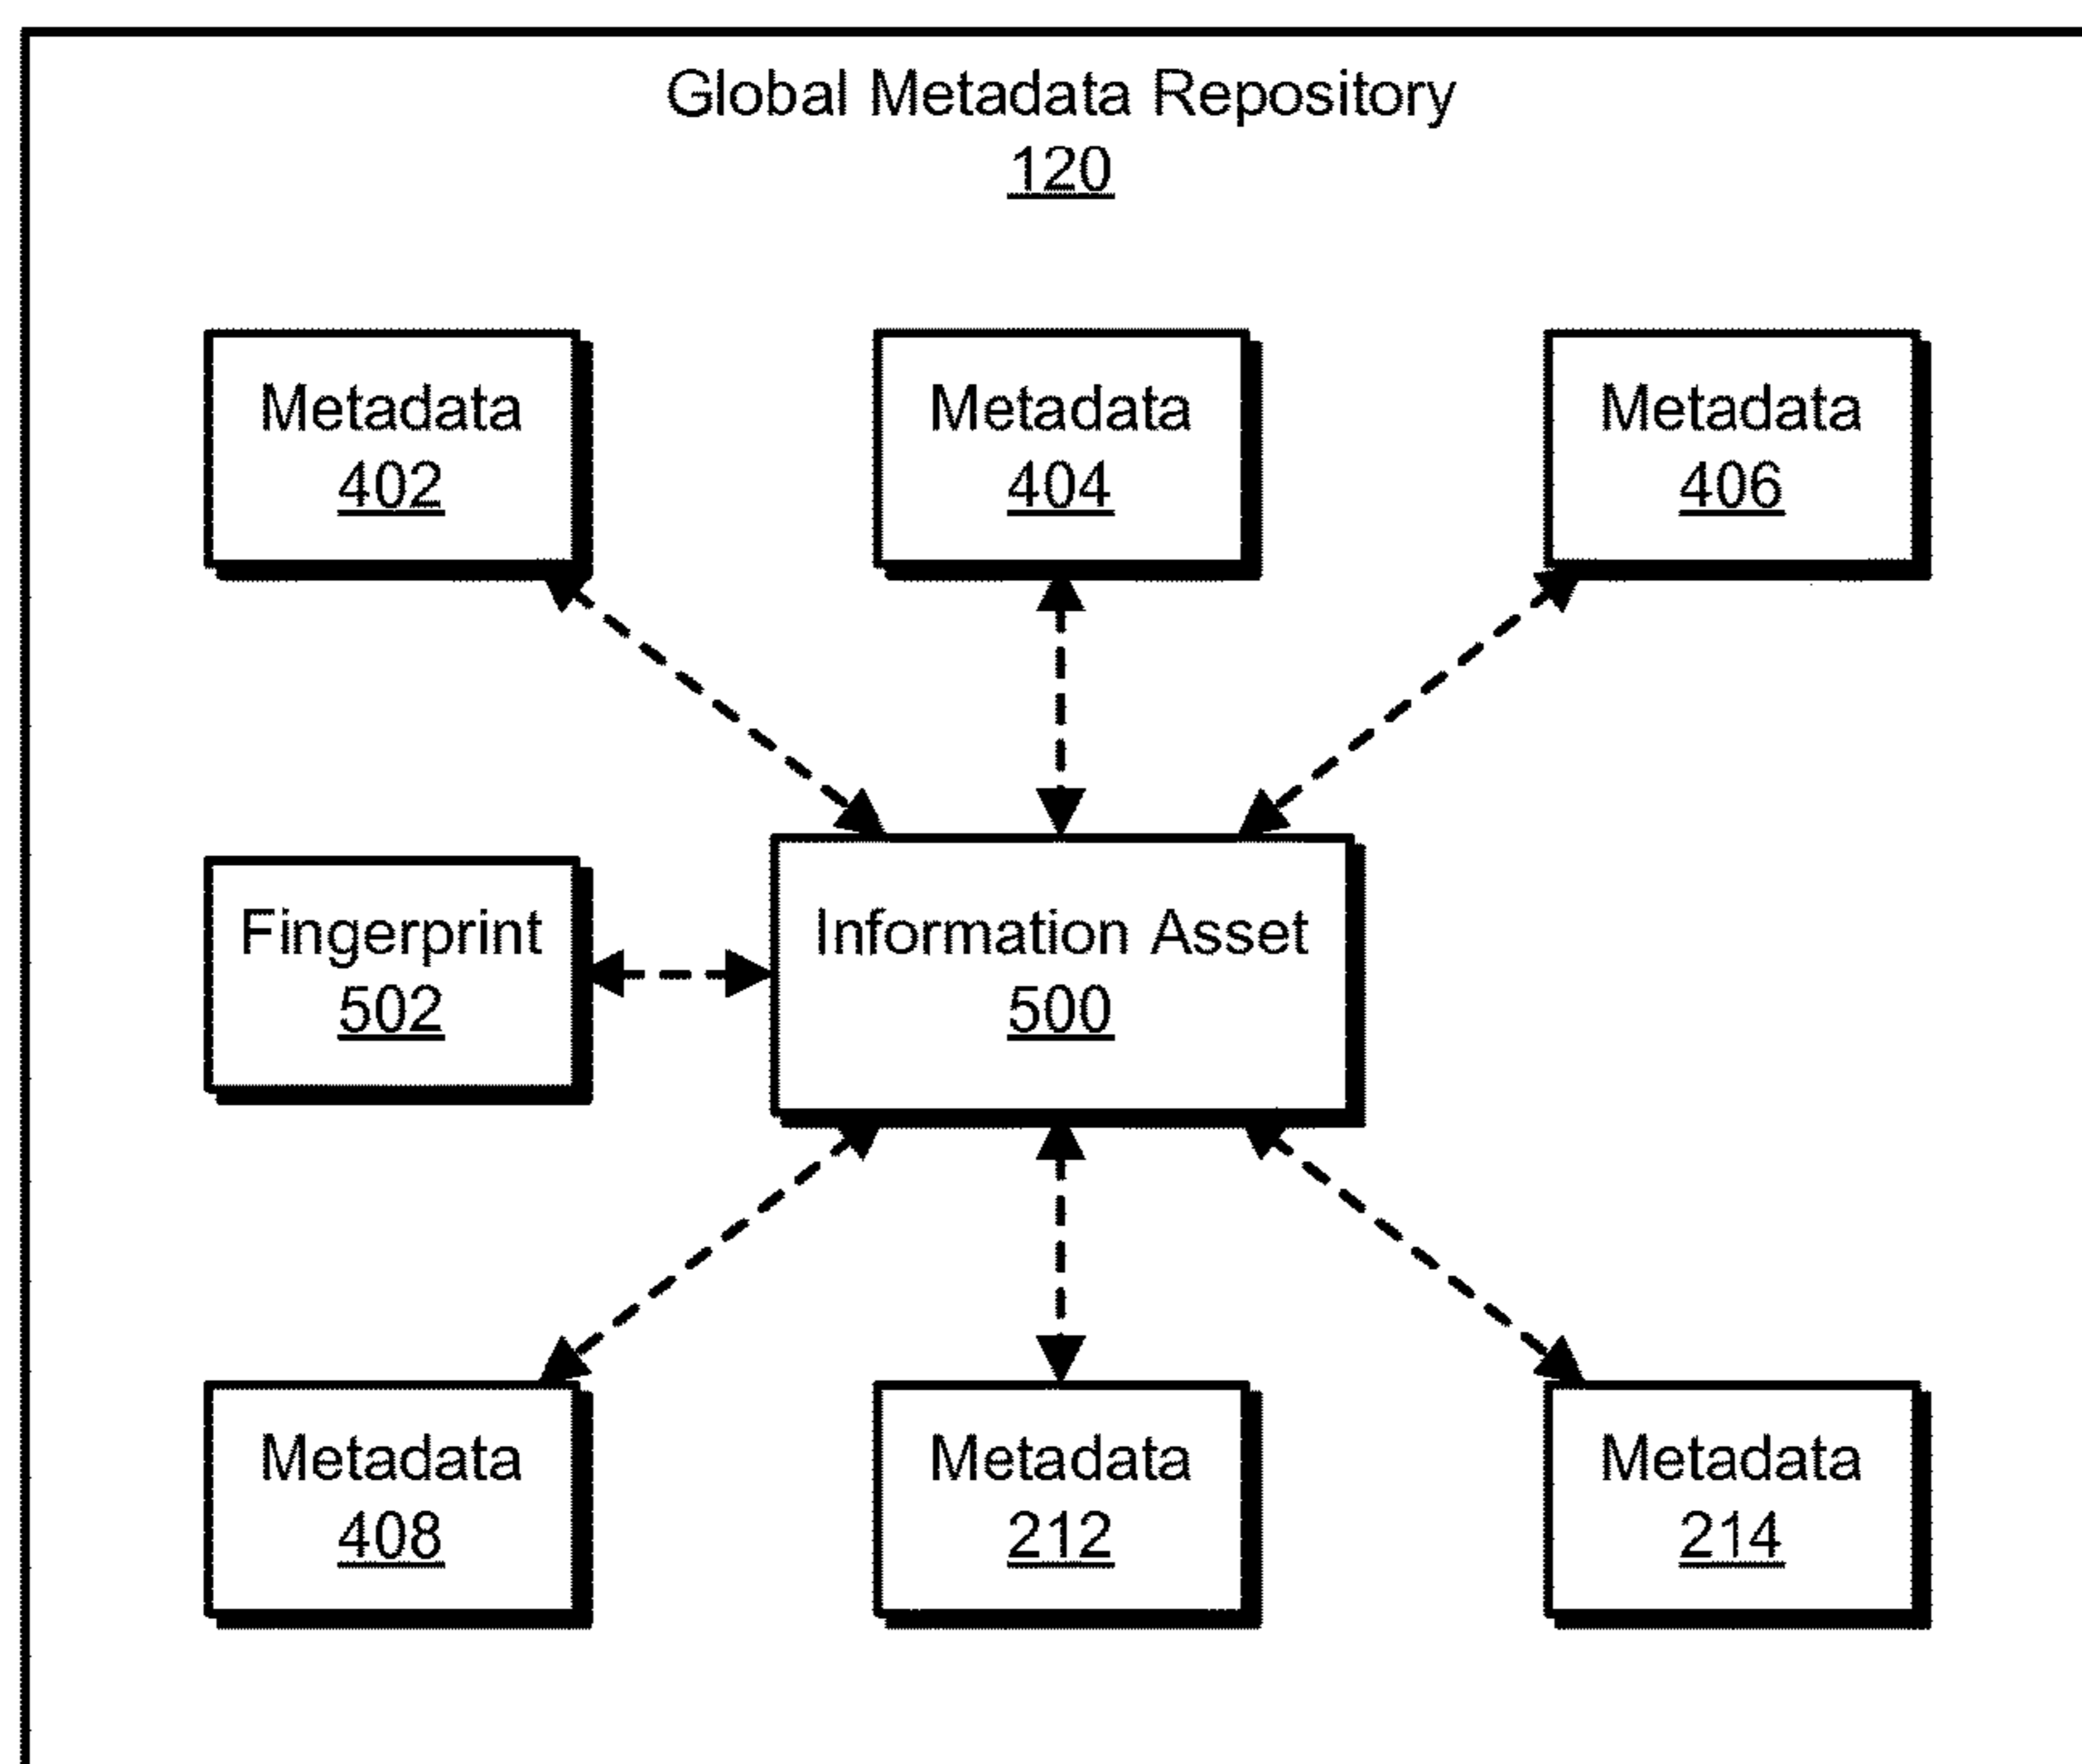 Global Metadata Repository
120
Metadata
402
Metadata
404
Metadata
406
Fingerprint
502
Information Asset
500
Metadata
408
Metadata
212
Metadata
214